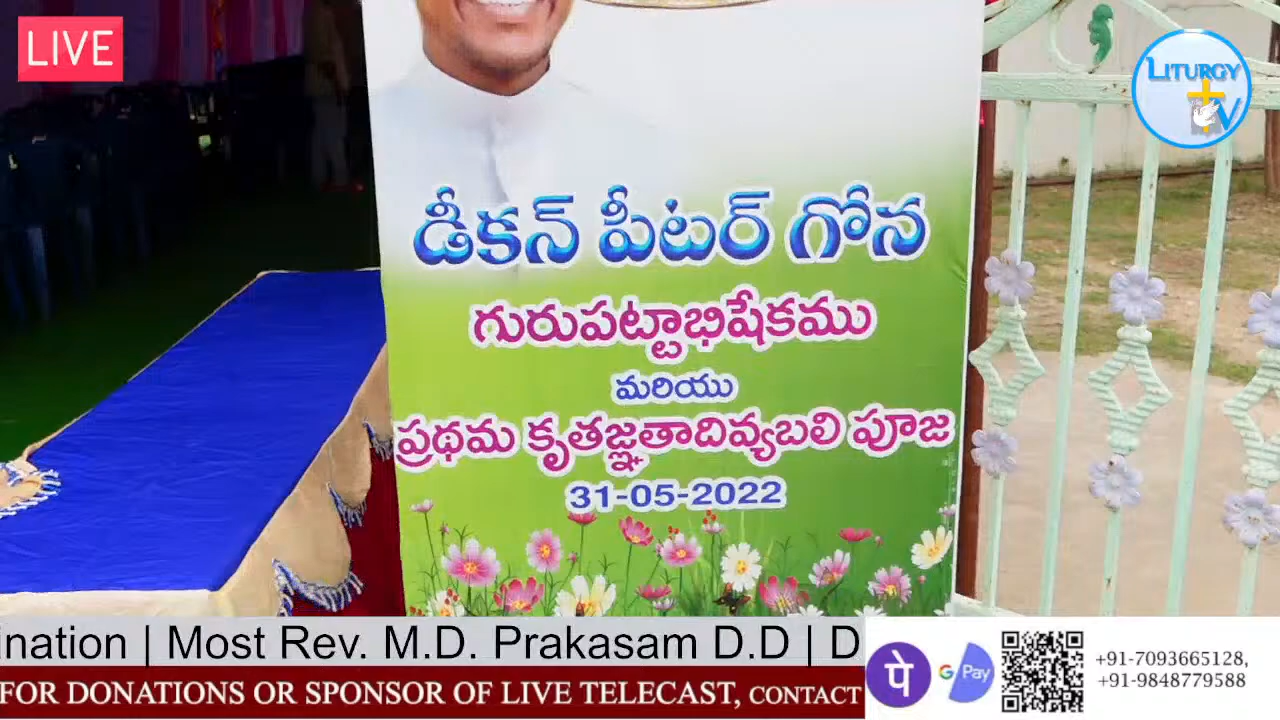 LIVE
LITURGY
TV
డీకన్ పీటర్ గోన
గురుపట్టాభిషేకము
మరియు
ప్రథమ కృతజ్ఞతాదివ్యబలి పూజ
31-05-2022
ination | Most Rev. M.D. Prakasam D.D | D
FOR DONATIONS OR SPONSOR OF LIVE TELECAST, CONTACT
पे
G Pay
+91-7093665128,
+91-9848779588